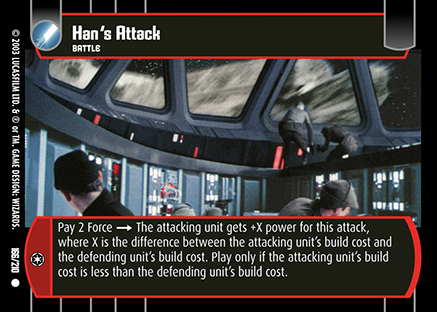 Han's Attack
BATTLE
© 2003 LUCASFILM LTD. & ® or TM. GAME DESIGN: WIZARDS.
Pay 2 Force → The attacking unit gets +X power for this attack,
where X is the difference between the attacking unit's build cost and
the defending unit's build cost. Play only if the attacking unit's build
cost is less than the defending unit's build cost.